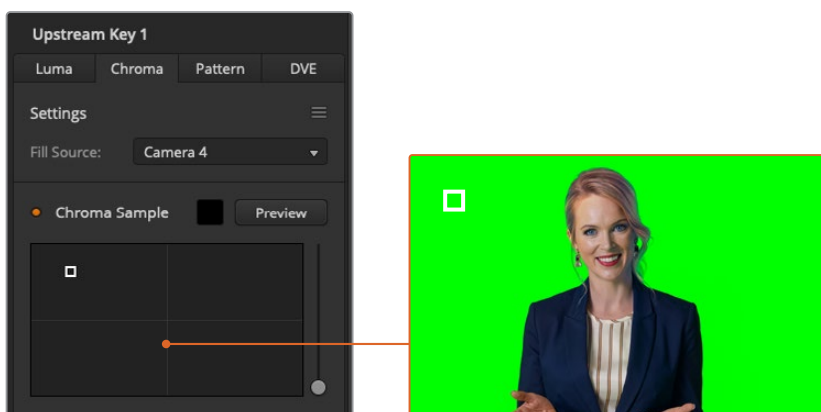 Upstream Key 1
Luma Chroma Pattern DVE
Settings
Fill Source: Camera 4
Chroma Sample Preview